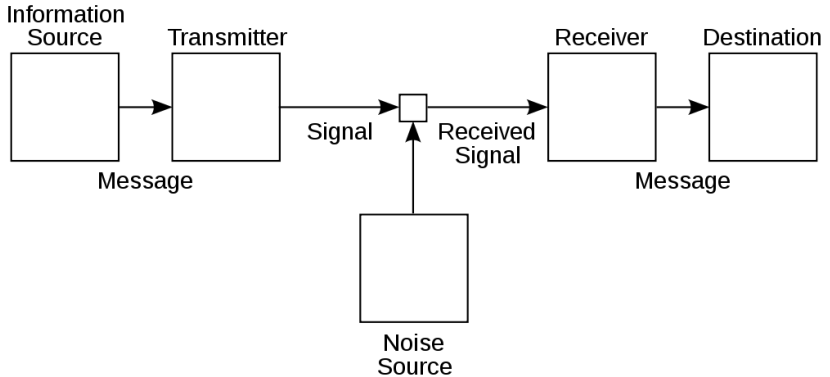 Information
Source
Transmitter
Receiver
Destination
Signal
Received
Signal
Message
Message
Noise
Source